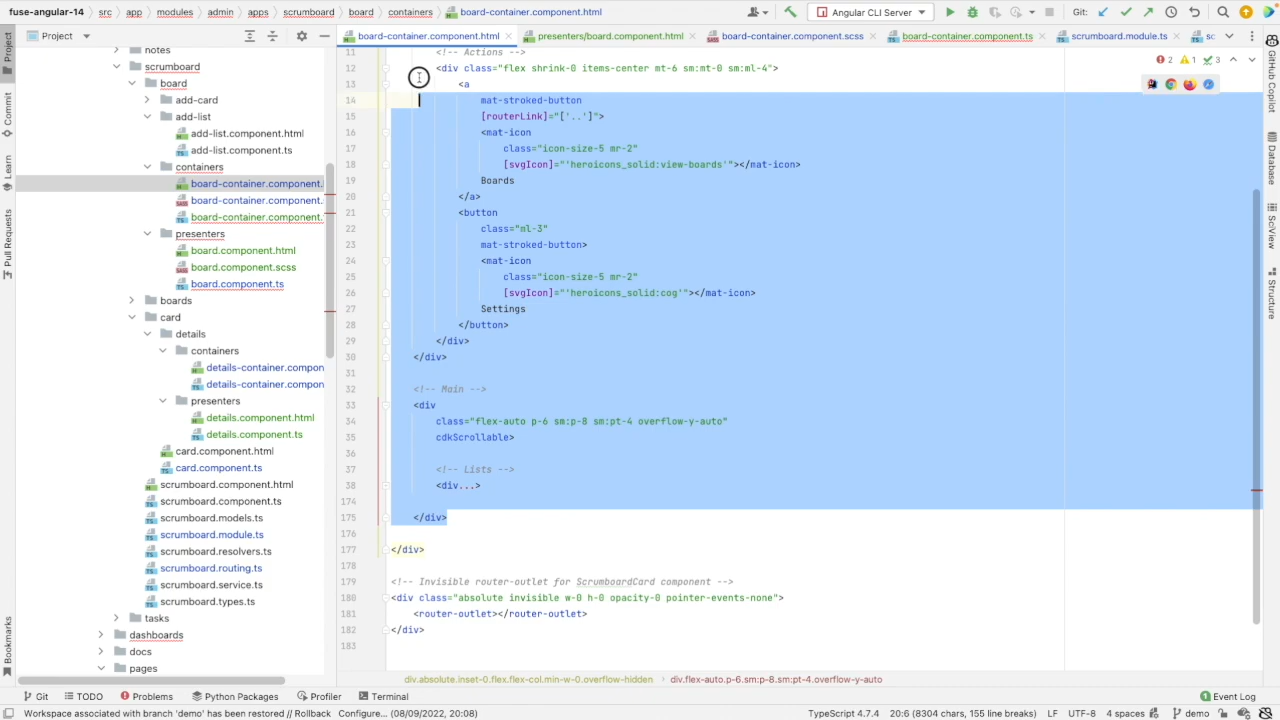 fuse-angular-14 src app modules admin apps scrumboard board containers board-container.component.html
Angular CLI Server
Git:
Project
board-container.component.html
presenters/board.component.html
board-container.component.scss
board-container.component.ts
scrumboard.module.ts
sc
notes
scrumboard
board
add-card
add-list
add-list.component.html
add-list.component.ts
containers
board-container.component.
board-container.component.
board-container.component.
presenters
board.component.html
board.component.scss
board.component.ts
boards
card
details
containers
details-container.compon
details-container.compon
presenters
details.component.html
details.component.ts
card.component.html
card.component.ts
scrumboard.component.html
scrumboard.component.ts
scrumboard.models.ts
scrumboard.module.ts
scrumboard.resolvers.ts
scrumboard.routing.ts
scrumboard.service.ts
scrumboard.types.ts
tasks
dashboards
docs
pages
2 1 3
11 <!-- Actions -->
12 <div class="flex shrink-0 items-center mt-6 sm:mt-0 sm:ml-4">
13 <a
14 mat-stroked-button
15 [routerLink]="['..']">
16 <mat-icon
17 class="icon-size-5 mr-2"
18 [svgIcon]="'heroicons_solid:view-boards'"></mat-icon>
19 Boards
20 </a>
21 <button
22 class="ml-3"
23 mat-stroked-button>
24 <mat-icon
25 class="icon-size-5 mr-2"
26 [svgIcon]="'heroicons_solid:cog'"></mat-icon>
27 Settings
28 </button>
29 </div>
30 </div>
31
32 <!-- Main -->
33 <div
34 class="flex-auto p-6 sm:p-8 sm:pt-4 overflow-y-auto"
35 cdkScrollable>
36
37 <!-- Lists -->
38 <div...>
174
175 </div>
176
177 </div>
178
179 <!-- Invisible router-outlet for ScrumboardCard component -->
180 <div class="absolute invisible w-0 h-0 opacity-0 pointer-events-none">
181 <router-outlet></router-outlet>
182 </div>
183
div.absolute.inset-0.flex.flex-col.min-w-0.overflow-hidden div.flex-auto.p-6.sm:p-8.sm:pt-4.overflow-y-auto
Project
Commit
Learn
Pull Requests
Bookmarks
GitHub Copilot
Database
SciView
Structure
Git TODO Problems Python Packages Profiler Terminal 1 Event Log
Workspace associated with branch 'demo' has been restored // Rollback Configure... (08/09/2022, 20:08) TypeScript 4.7.4 20:6 (8304 chars, 155 line breaks) LF UTF-8 4 spaces demo